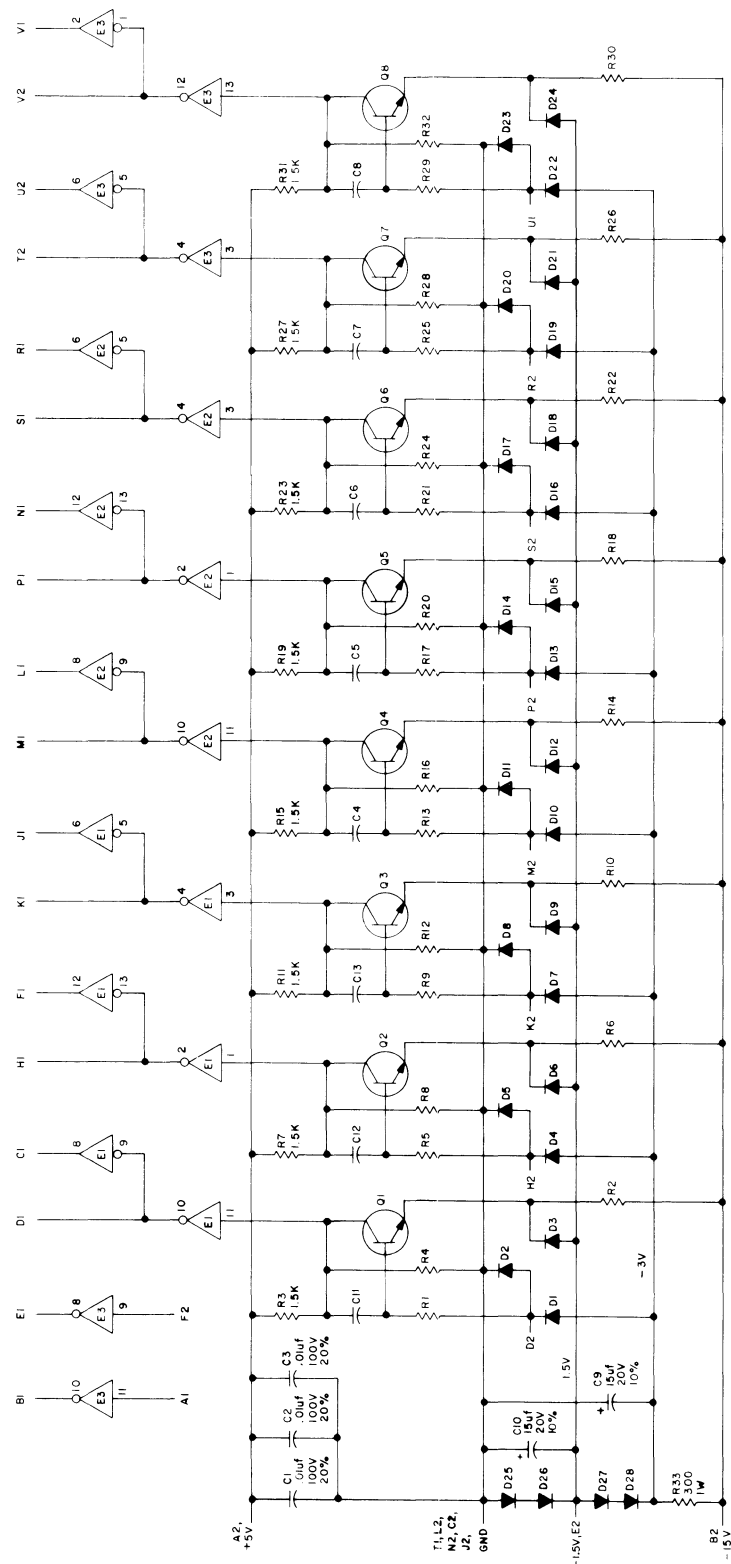 B1 E1 D1 C1 H1 F1 K1 J1 M1 L1 P1 N1 S1 R1 T2 U2 V2 V1
8 12 6 8 12 6 6 2
E1 E1 E1 E2 E2 E2 E3 E3
9 13 5 9 13 5 5 1
10 8 10 2 4 10 2 4 4 12
E3 E3 E1 E1 E1 E2 E2 E2 E3 E3
11 9 11 1 3 11 1 3 3 13
A1 F2
A2,
+5V
C1
.01uf
100V
20%
C2
.01uf
100V
20%
C3
.01uf
100V
20%
R3
1.5K
R7
1.5K
R11
1.5K
R15
1.5K
R19
1.5K
R23
1.5K
R27
1.5K
R31
1.5K
C11 C12 C13 C4 C5 C6 C7 C8
Q1 Q2 Q3 Q4 Q5 Q6 Q7 Q8
R1 R4 R5 R8 R9 R12 R13 R16 R17 R20 R21 R24 R25 R28 R29 R32
T1, L2,
N2, C2,
J2,
GND
D25
D26
C10
15uf
20V
10%
D2 D5 D8 D11 D14 D17 D20 D23
D2 H2 K2 M2 P2 S2 R2 U1
D1 D3 D4 D6 D7 D9 D10 D12 D13 D15 D16 D18 D19 D21 D22 D24
-1.5V, E2
1.5V
D27
D28
C9
15uf
20V
10%
-3V
R2 R6 R10 R14 R18 R22 R26 R30
R33
300
1W
B2
-15V
+
+